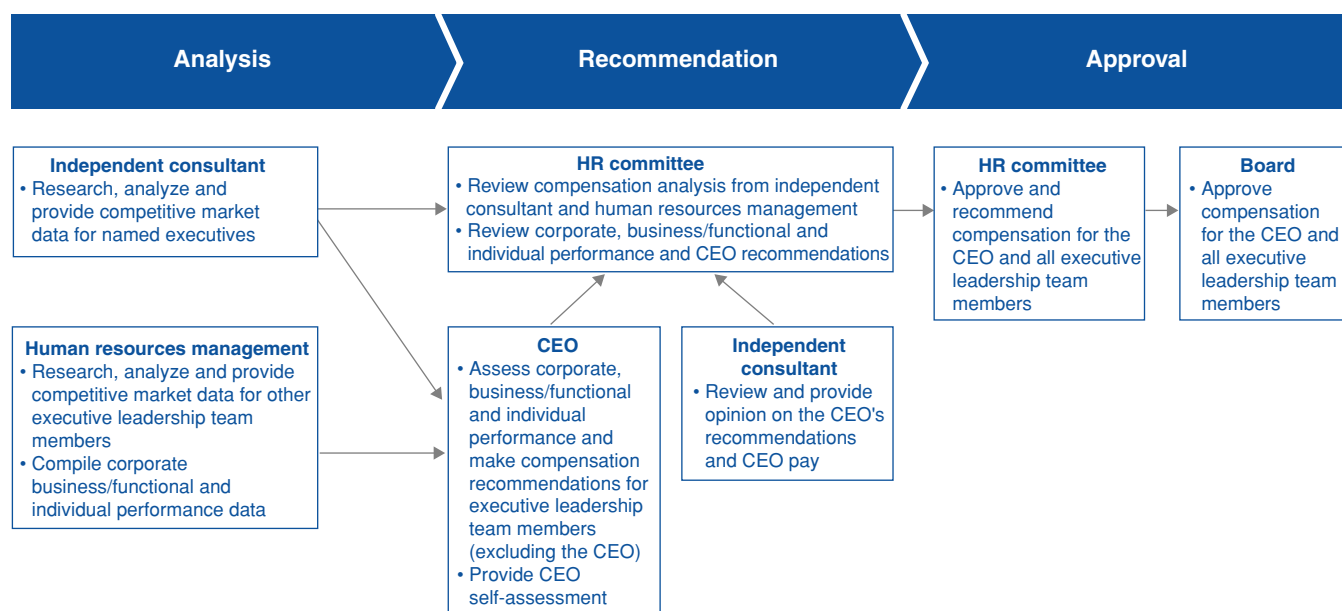 Analysis
Recommendation
Approval
Independent consultant
• Research, analyze and
provide competitive market
data for named executives
Human resources management
• Research, analyze and provide
competitive market data for other
executive leadership team
members
• Compile corporate
business/functional and
individual performance data
HR committee
• Review compensation analysis from independent
consultant and human resources management
• Review corporate, business/functional and
individual performance and CEO recommendations
CEO
• Assess corporate,
business/functional
and individual
performance and
make compensation
recommendations for
executive leadership
team members
(excluding the CEO)
• Provide CEO
self-assessment
Independent
consultant
• Review and provide
opinion on the CEO's
recommendations
and CEO pay
HR committee
• Approve and
recommend
compensation for the
CEO and all executive
leadership team
members
Board
• Approve
compensation
for the CEO and
all executive
leadership team
members